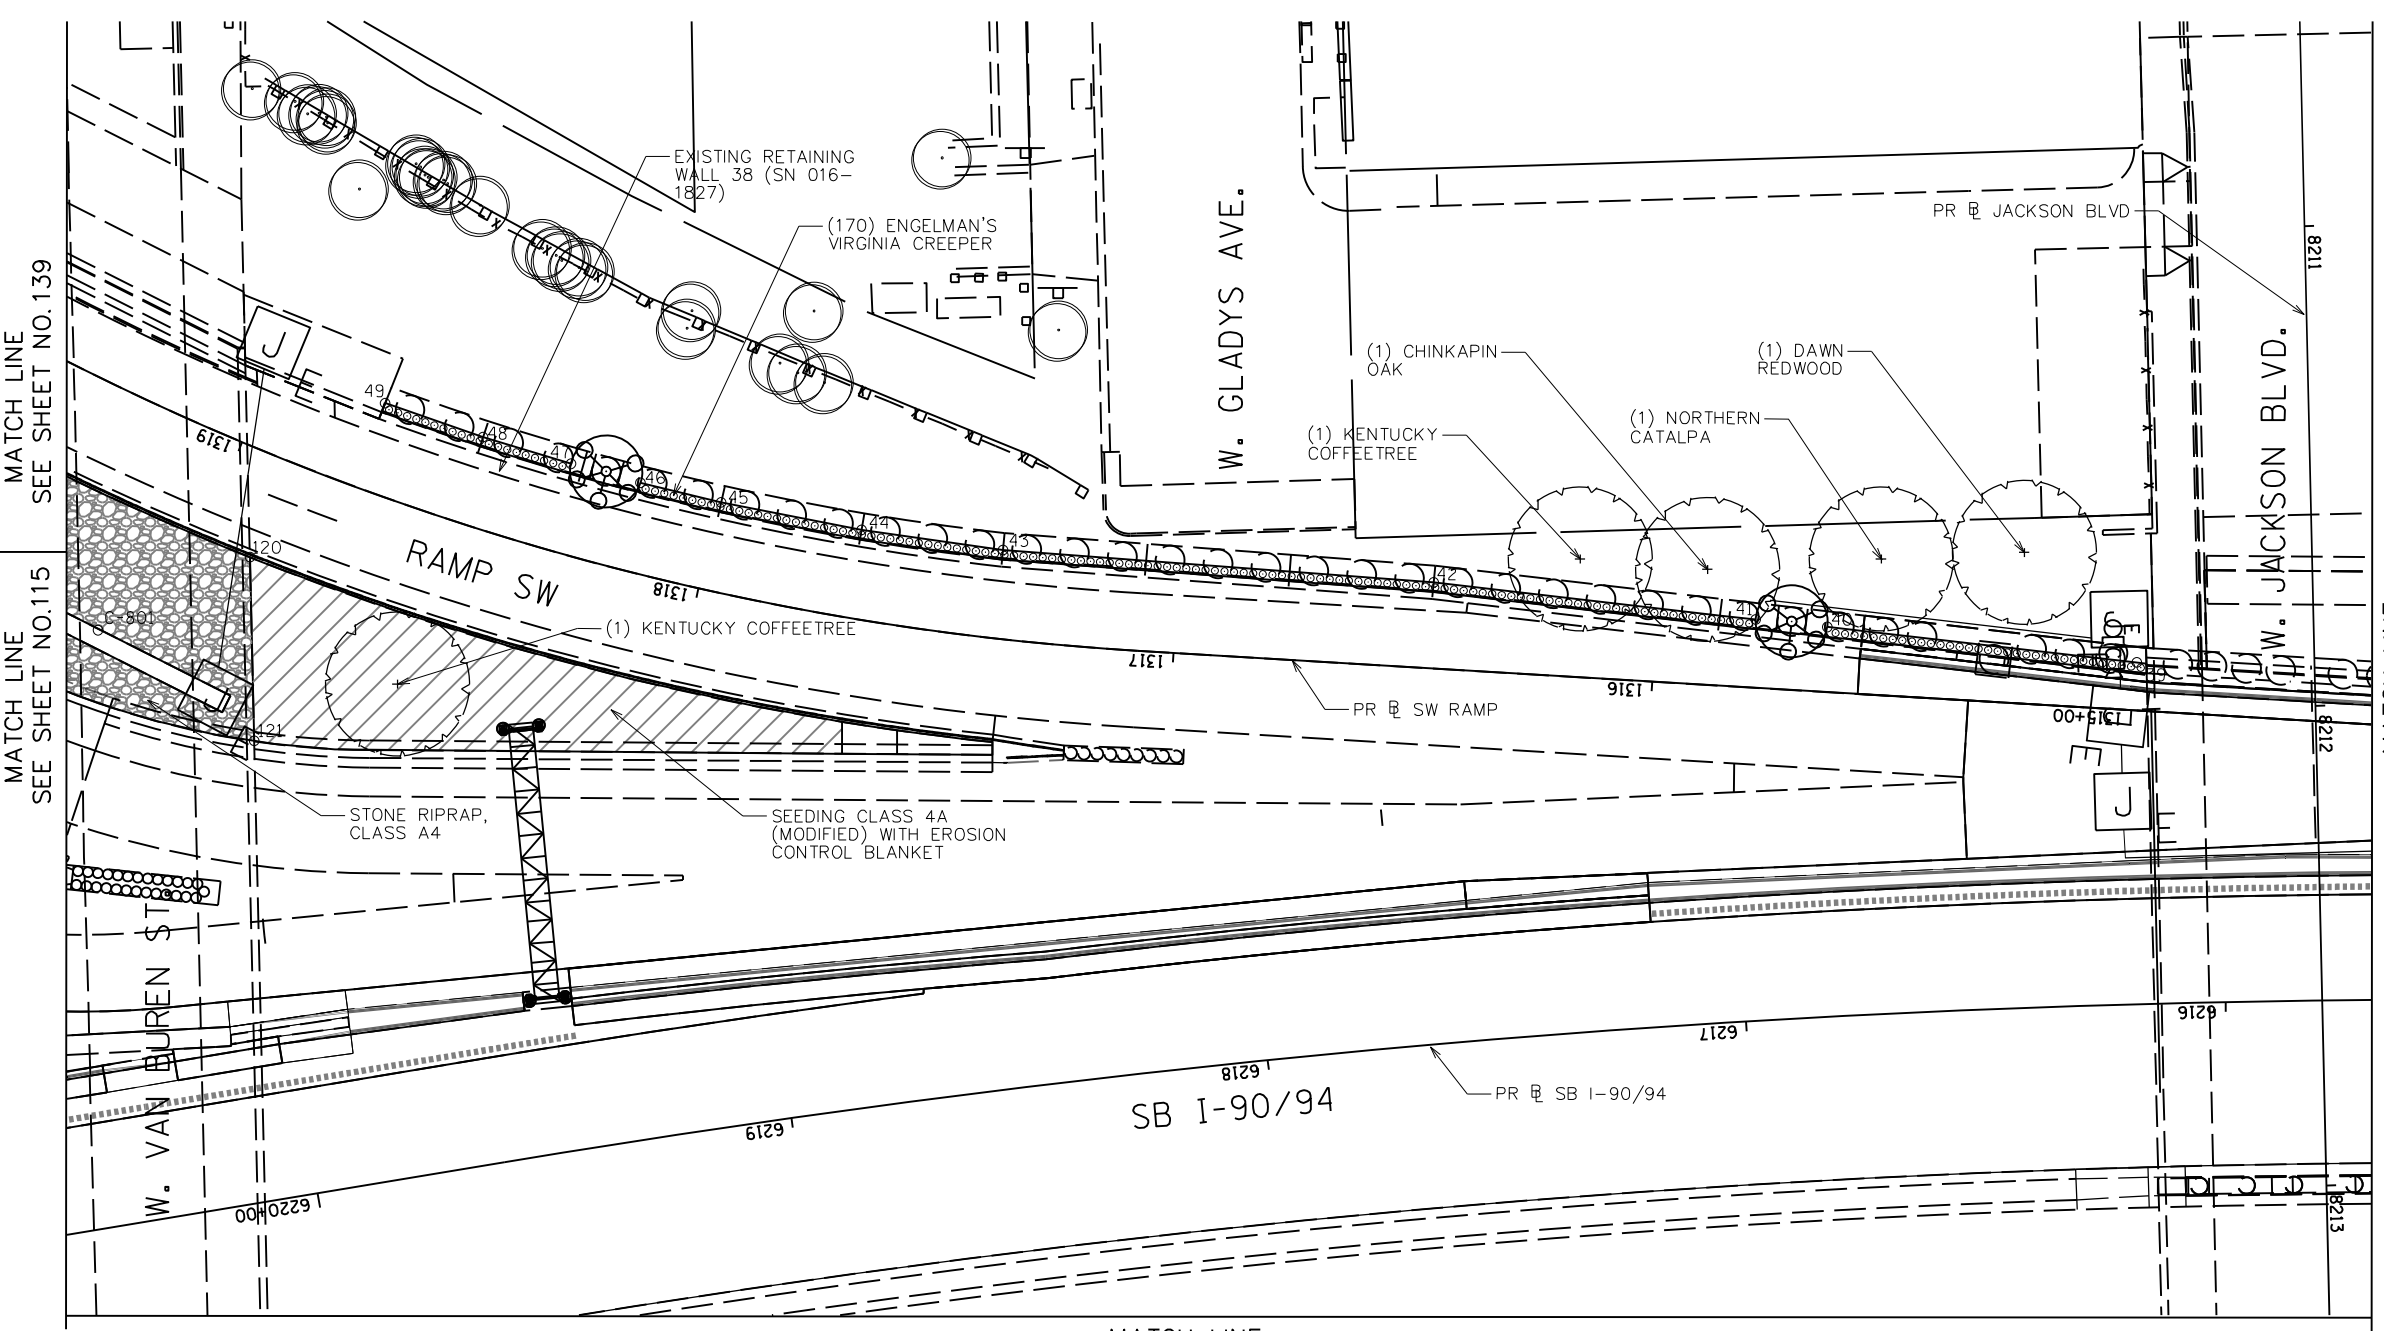 MATCH LINE
SEE SHEET NO. 139
MATCH LINE
SEE SHEET NO. 115
EXISTING RETAINING
WALL 38 (SN 016-
1827)
(170) ENGELMAN'S
VIRGINIA CREEPER
W. GLADYS AVE.
PR BL JACKSON BLVD
8211
W. JACKSON BLVD.
(1) CHINKAPIN
OAK
(1) DAWN
REDWOOD
(1) NORTHERN
CATALPA
(1) KENTUCKY
COFFEETREE
J
49
48
47
46
45
44
43
42
41
40
39
1319
1318
1317
1316
1315+00
RAMP SW
120
C-801
121
(1) KENTUCKY COFFEETREE
PR BL SW RAMP
E
E
J
E
8212
STONE RIPRAP,
CLASS A4
SEEDING CLASS 4A
(MODIFIED) WITH EROSION
CONTROL BLANKET
W. VAN BUREN ST.
6216
6217
6218
6219
6220+00
SB I-90/94
PR BL SB I-90/94
8213